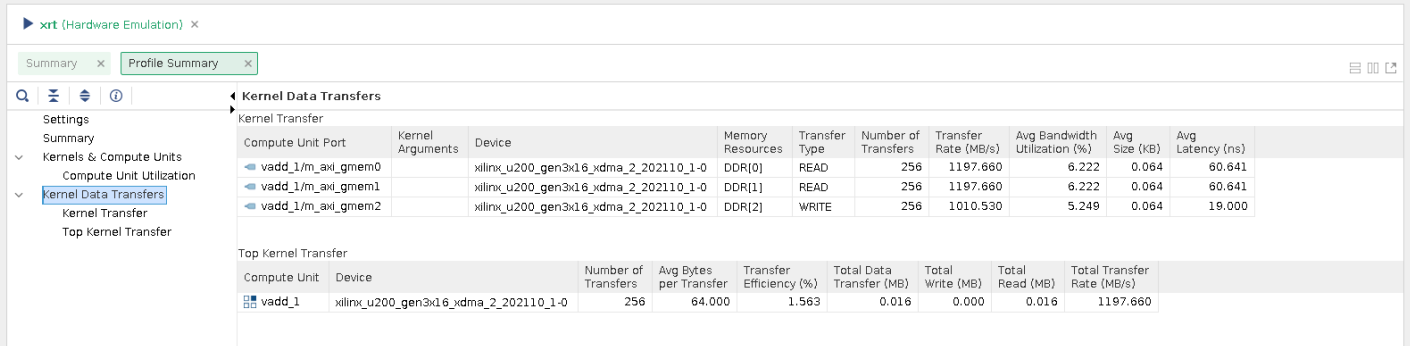 xrt (Hardware Emulation) ×
Summary × Profile Summary ×
Kernel Data Transfers
Settings
Summary
Kernels & Compute Units
Compute Unit Utilization
Kernel Data Transfers
Kernel Transfer
Top Kernel Transfer
Kernel Transfer
Compute Unit Port Kernel Arguments Device Memory Resources Transfer Type Number of Transfers Transfer Rate (MB/s) Avg Bandwidth Utilization (%) Avg Size (KB) Avg Latency (ns)
vadd_1/m_axi_gmem0 xilinx_u200_gen3x16_xdma_2_202110_1-0 DDR[0] READ 256 1197.660 6.222 0.064 60.641
vadd_1/m_axi_gmem1 xilinx_u200_gen3x16_xdma_2_202110_1-0 DDR[1] READ 256 1197.660 6.222 0.064 60.641
vadd_1/m_axi_gmem2 xilinx_u200_gen3x16_xdma_2_202110_1-0 DDR[2] WRITE 256 1010.530 5.249 0.064 19.000
Top Kernel Transfer
Compute Unit Device Number of Transfers Avg Bytes per Transfer Transfer Efficiency (%) Total Data Transfer (MB) Total Write (MB) Total Read (MB) Total Transfer Rate (MB/s)
vadd_1 xilinx_u200_gen3x16_xdma_2_202110_1-0 256 64.000 1.563 0.016 0.000 0.016 1197.660